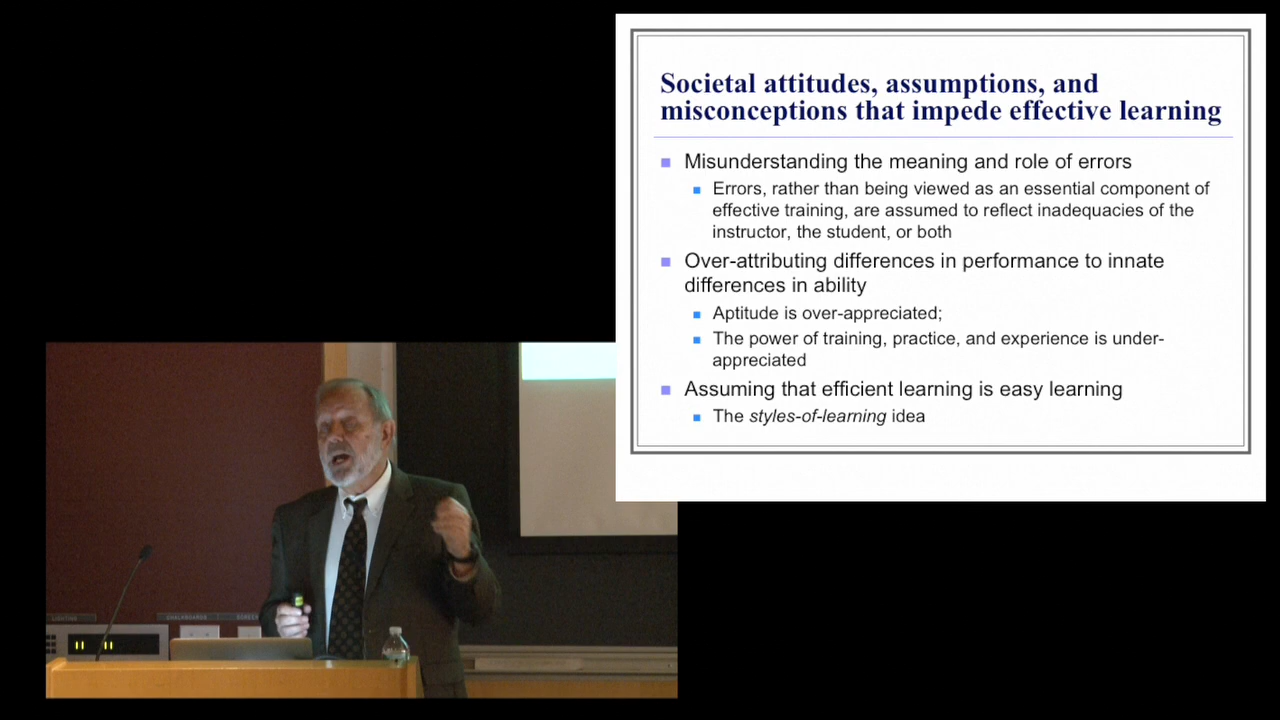 Societal attitudes, assumptions, and
misconceptions that impede effective learning
Misunderstanding the meaning and role of errors
Errors, rather than being viewed as an essential component of
effective training, are assumed to reflect inadequacies of the
instructor, the student, or both
Over-attributing differences in performance to innate
differences in ability
Aptitude is over-appreciated;
The power of training, practice, and experience is under-
appreciated
Assuming that efficient learning is easy learning
The styles-of-learning idea
LIGHTING
CHALKBOARDS